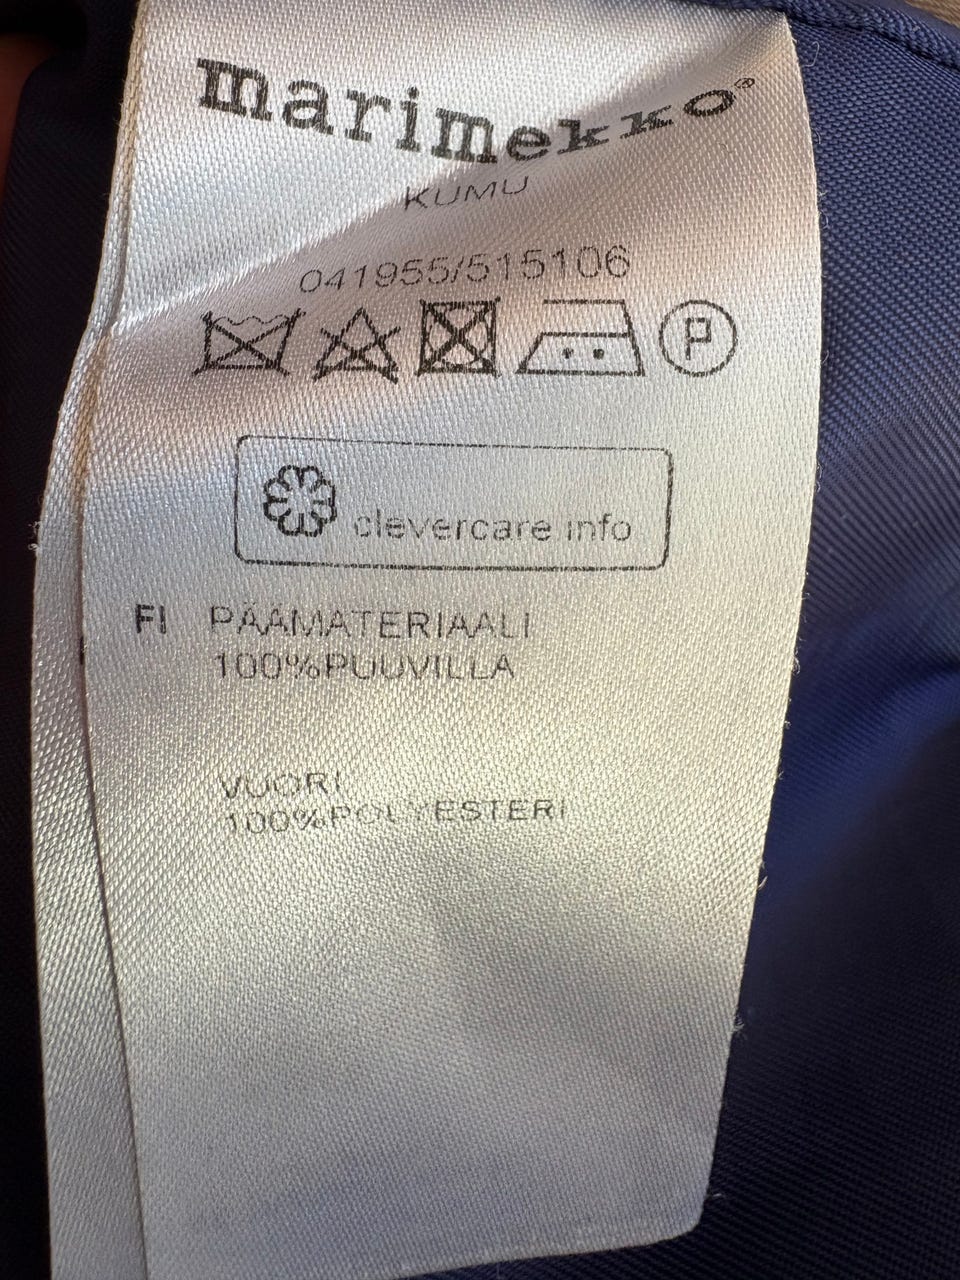 marimekko®
KUMU
041955/515106
P
clevercare info
FI PÄÄMATERIAALI
100%PUUVILLA
VUORI
100%POLYESTERI